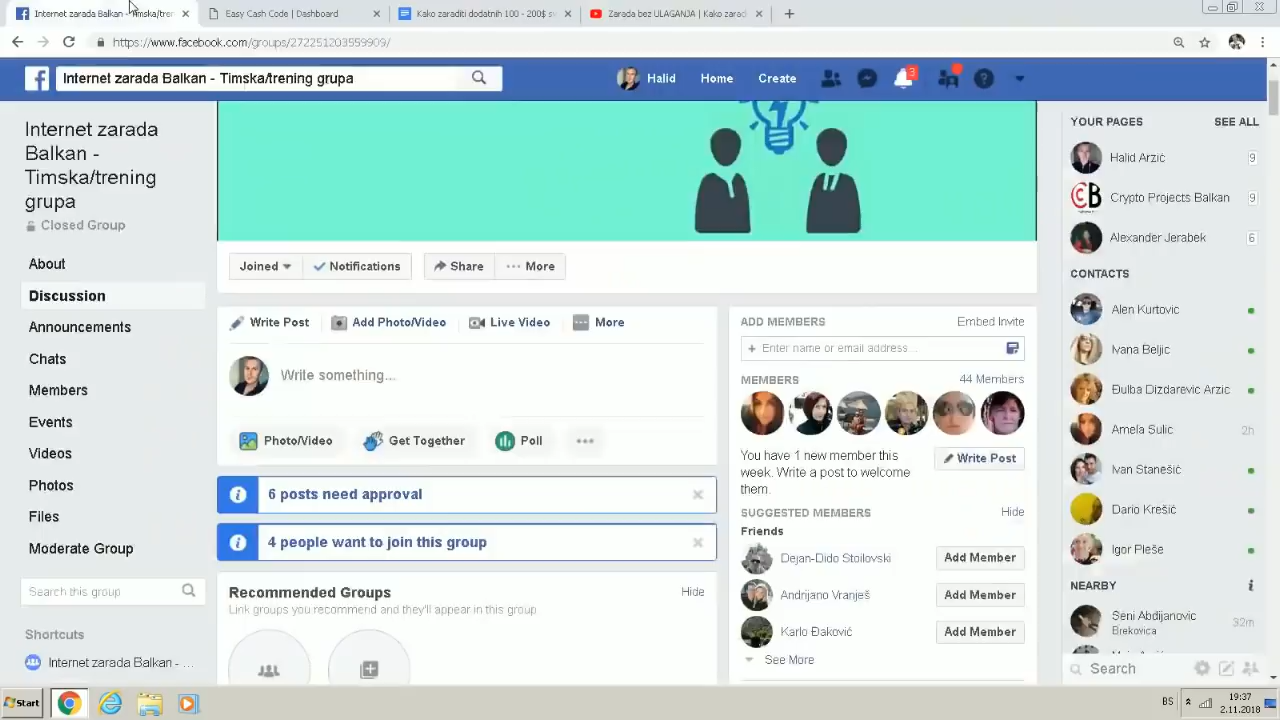 Internet zarada Balkan - Timska/tren
Easy Cash Code | Dashboard
Kako zaraditi dodatnih 100 - 200$ sv
Zarada bez ULAGANJA | Kako zarad
https://www.facebook.com/groups/272251203559909/
Internet zarada Balkan - Timska/trening grupa
Halid
Home
Create
3
Internet zarada
Balkan -
Timska/trening
grupa
Closed Group
About
Discussion
Announcements
Chats
Members
Events
Videos
Photos
Files
Moderate Group
Search this group
Shortcuts
Internet zarada Balkan - ...
Joined
Notifications
Share
More
Write Post
Add Photo/Video
Live Video
More
Write something...
Photo/Video
Get Together
Poll
6 posts need approval
4 people want to join this group
Recommended Groups
Hide
Link groups you recommend and they'll appear in this group.
ADD MEMBERS
Embed Invite
+ Enter name or email address...
MEMBERS
44 Members
You have 1 new member this
week. Write a post to welcome
them.
Write Post
SUGGESTED MEMBERS
Hide
Friends
Dejan-Dido Stoilovski
Add Member
Andrijano Vranješ
Add Member
Karlo Đaković
Add Member
See More
YOUR PAGES
SEE ALL
Halid Arzić
9
Crypto Projects Balkan
9
Alexander Jerabek
6
CONTACTS
Alen Kurtovic
Ivana Beljic
Đulba Dizdarevic Arzic
Amela Sulic
2h
Ivan Stanešić
Dario Krešić
Igor Pleše
NEARBY
Seni Abdijanovic
Brekovica
32m
Search
Start
BS
19:37
2.11.2018